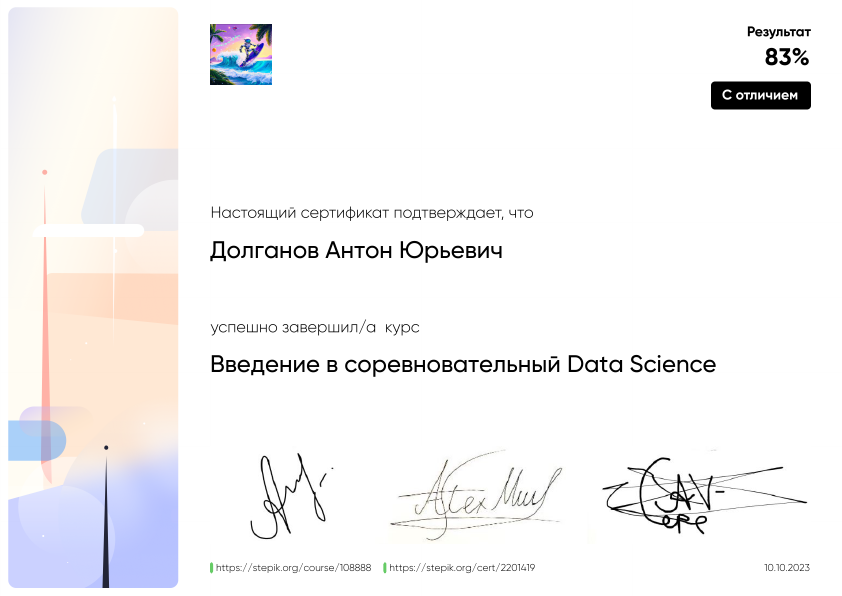 Результат
83%
С отличием
Настоящий сертификат подтверждает, что
Долганов Антон Юрьевич
успешно завершил/а курс
Введение в соревновательный Data Science
https://stepik.org/course/108888
https://stepik.org/cert/2201419
10.10.2023